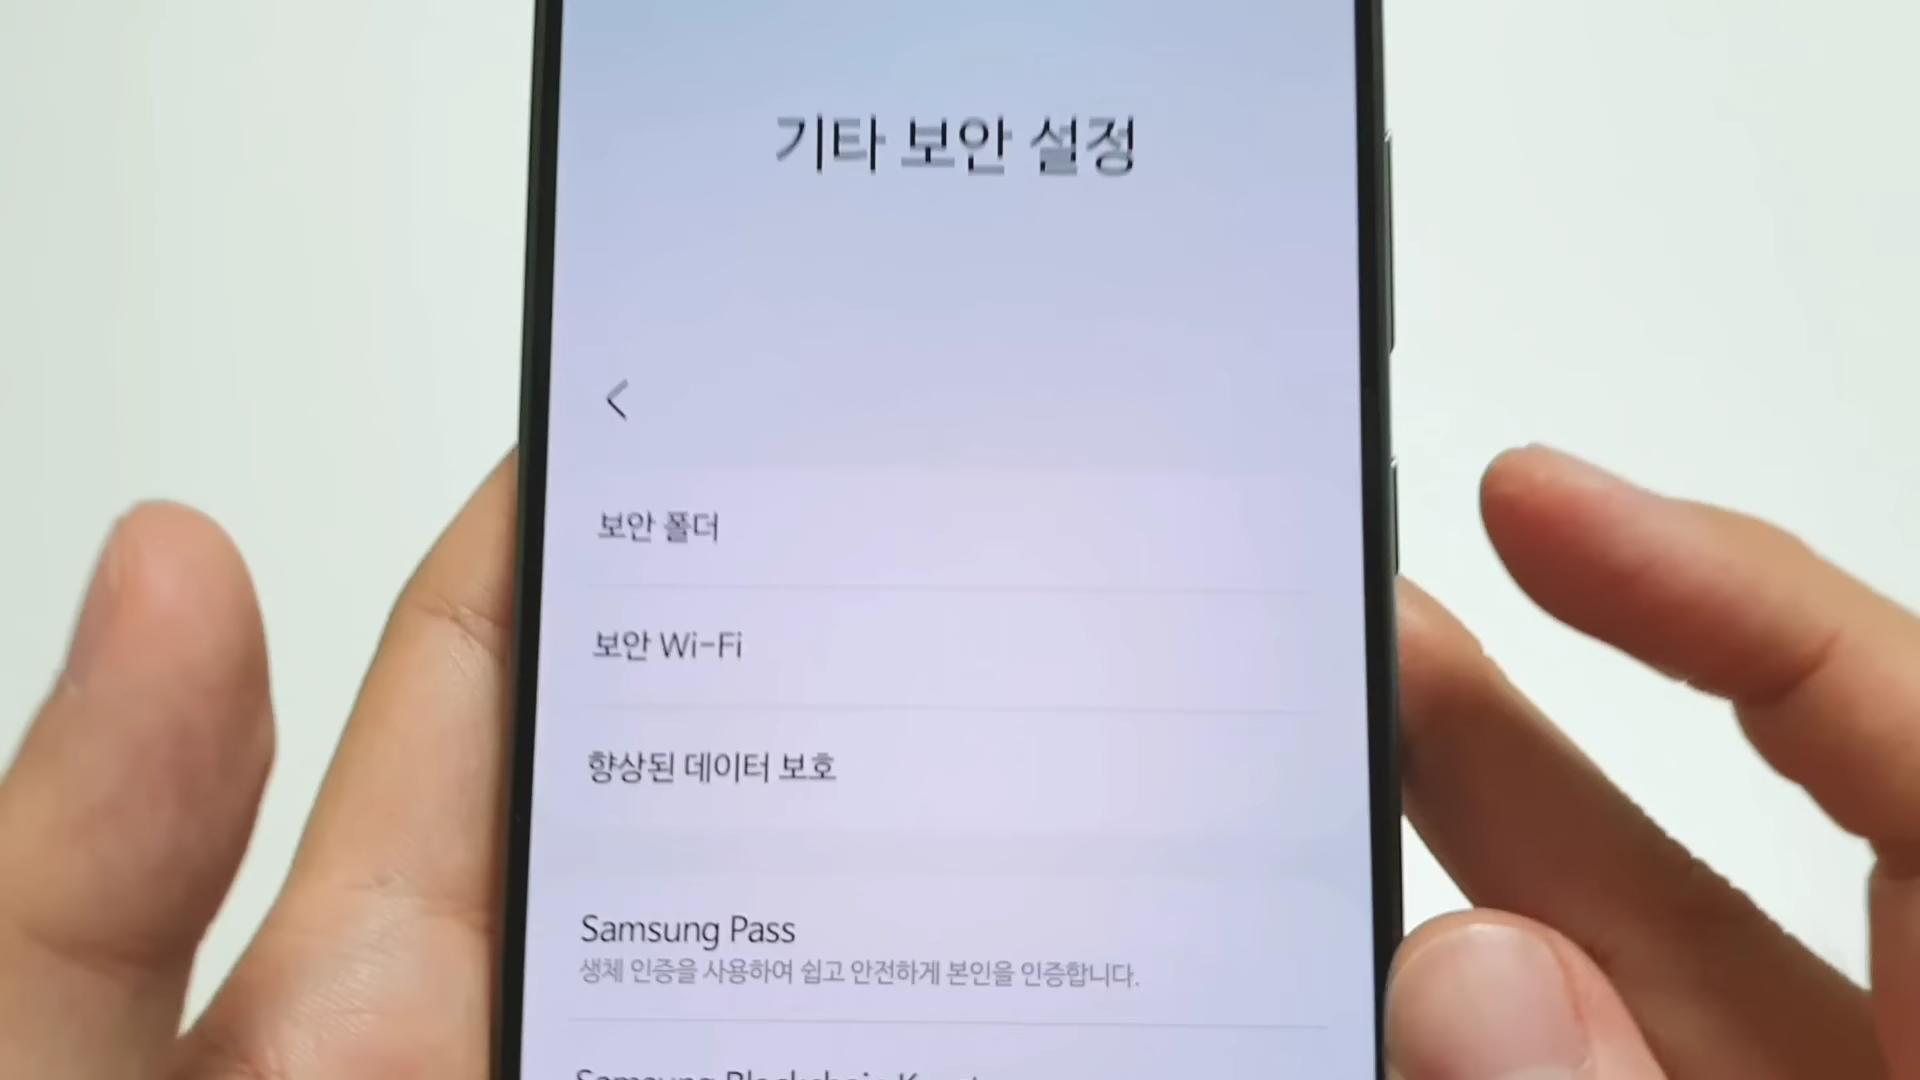 기타 보안 설정
보안 폴더
보안 Wi-Fi
향상된 데이터 보호
Samsung Pass
생체 인증을 사용하여 쉽고 안전하게 본인을 인증합니다.
Samsung Blockchain